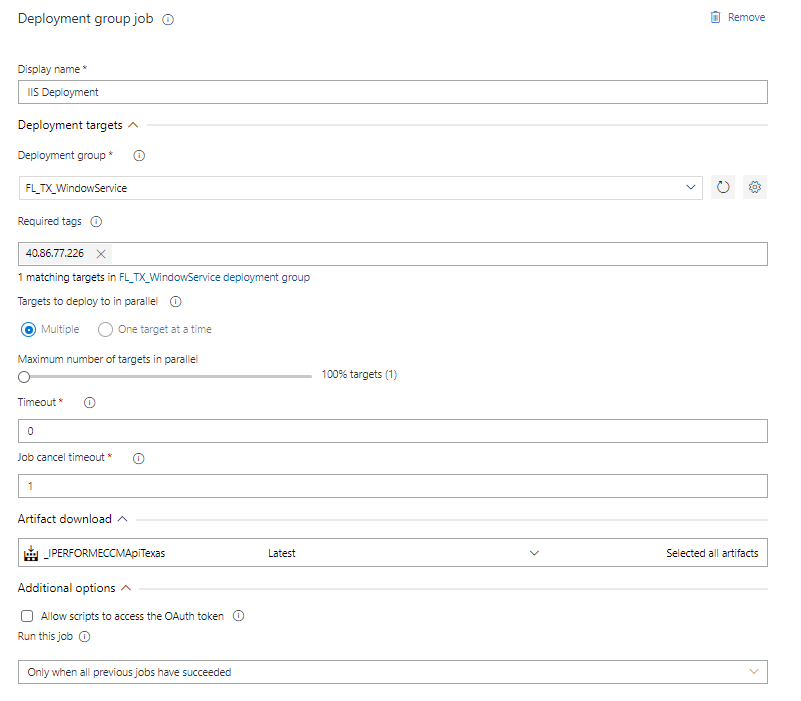 Deployment group job
Remove
Display name *
IIS Deployment
Deployment targets
Deployment group *
FL_TX_WindowService
Required tags
40.86.77.226
1 matching targets in FL_TX_WindowService deployment group
Targets to deploy to in parallel
Multiple One target at a time
Maximum number of targets in parallel
100% targets (1)
Timeout *
0
Job cancel timeout *
1
Artifact download
_IPERFORMECCMApiTexas Latest Selected all artifacts
Additional options
Allow scripts to access the OAuth token
Run this job
Only when all previous jobs have succeeded